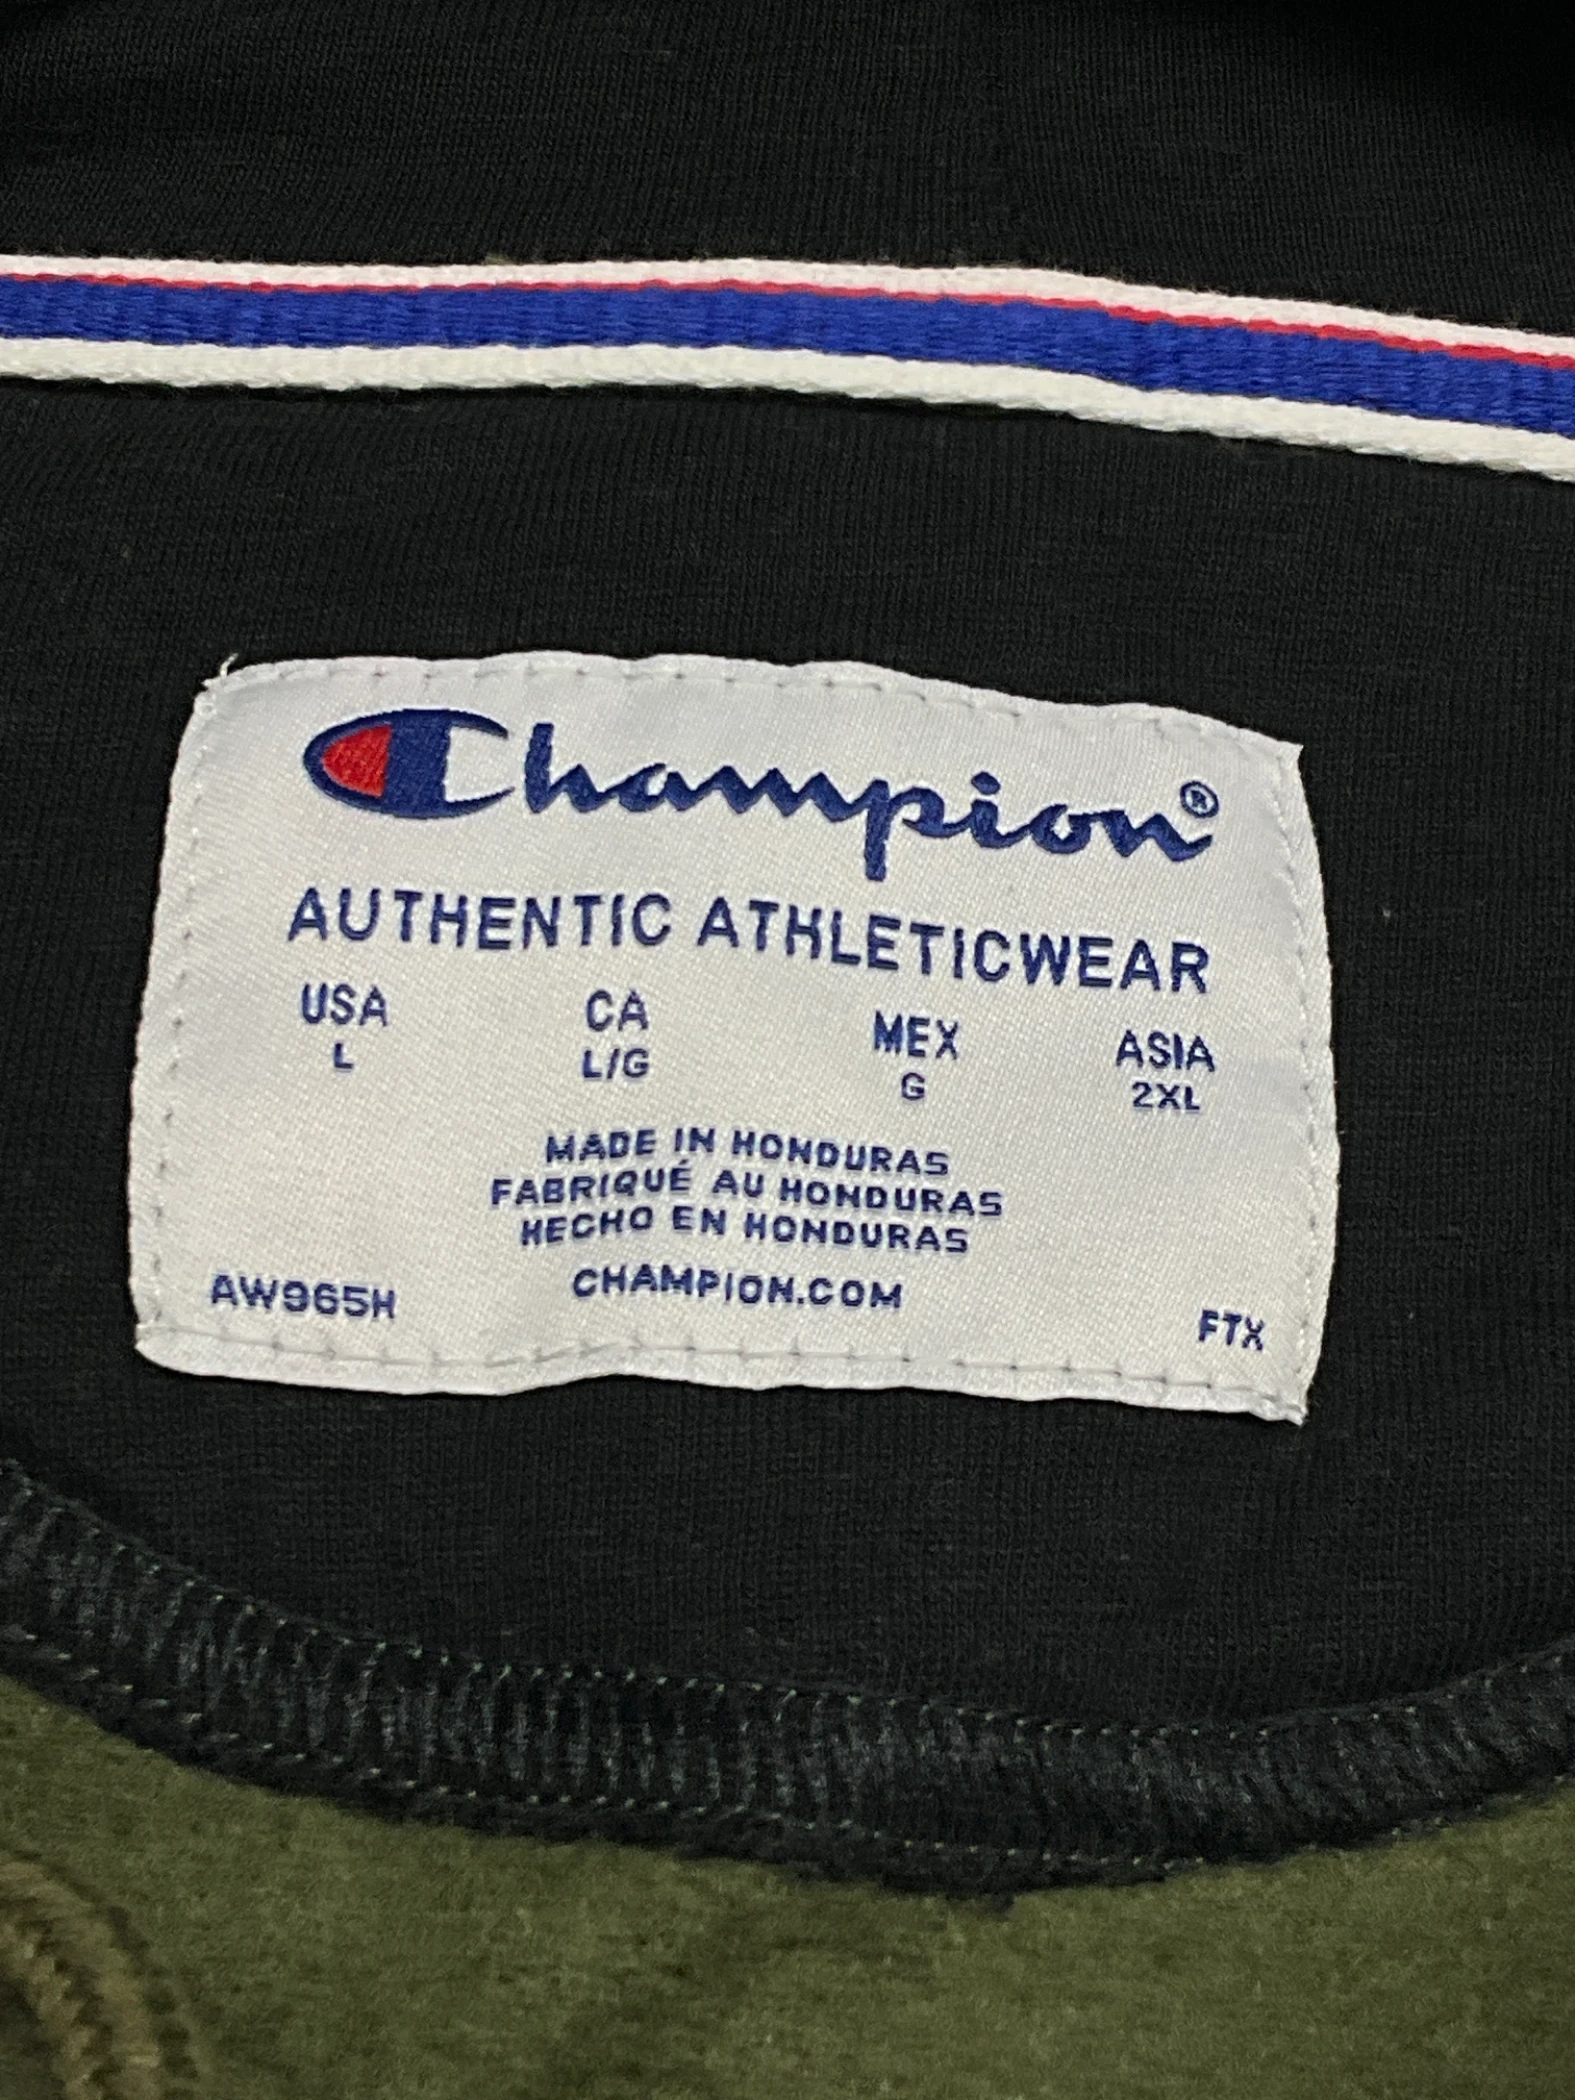 Champion®
AUTHENTIC ATHLETICWEAR
USA CA MEX ASIA
L L/G G 2XL
MADE IN HONDURAS
FABRIQUÉ AU HONDURAS
HECHO EN HONDURAS
CHAMPION.COM
AW965H FTX